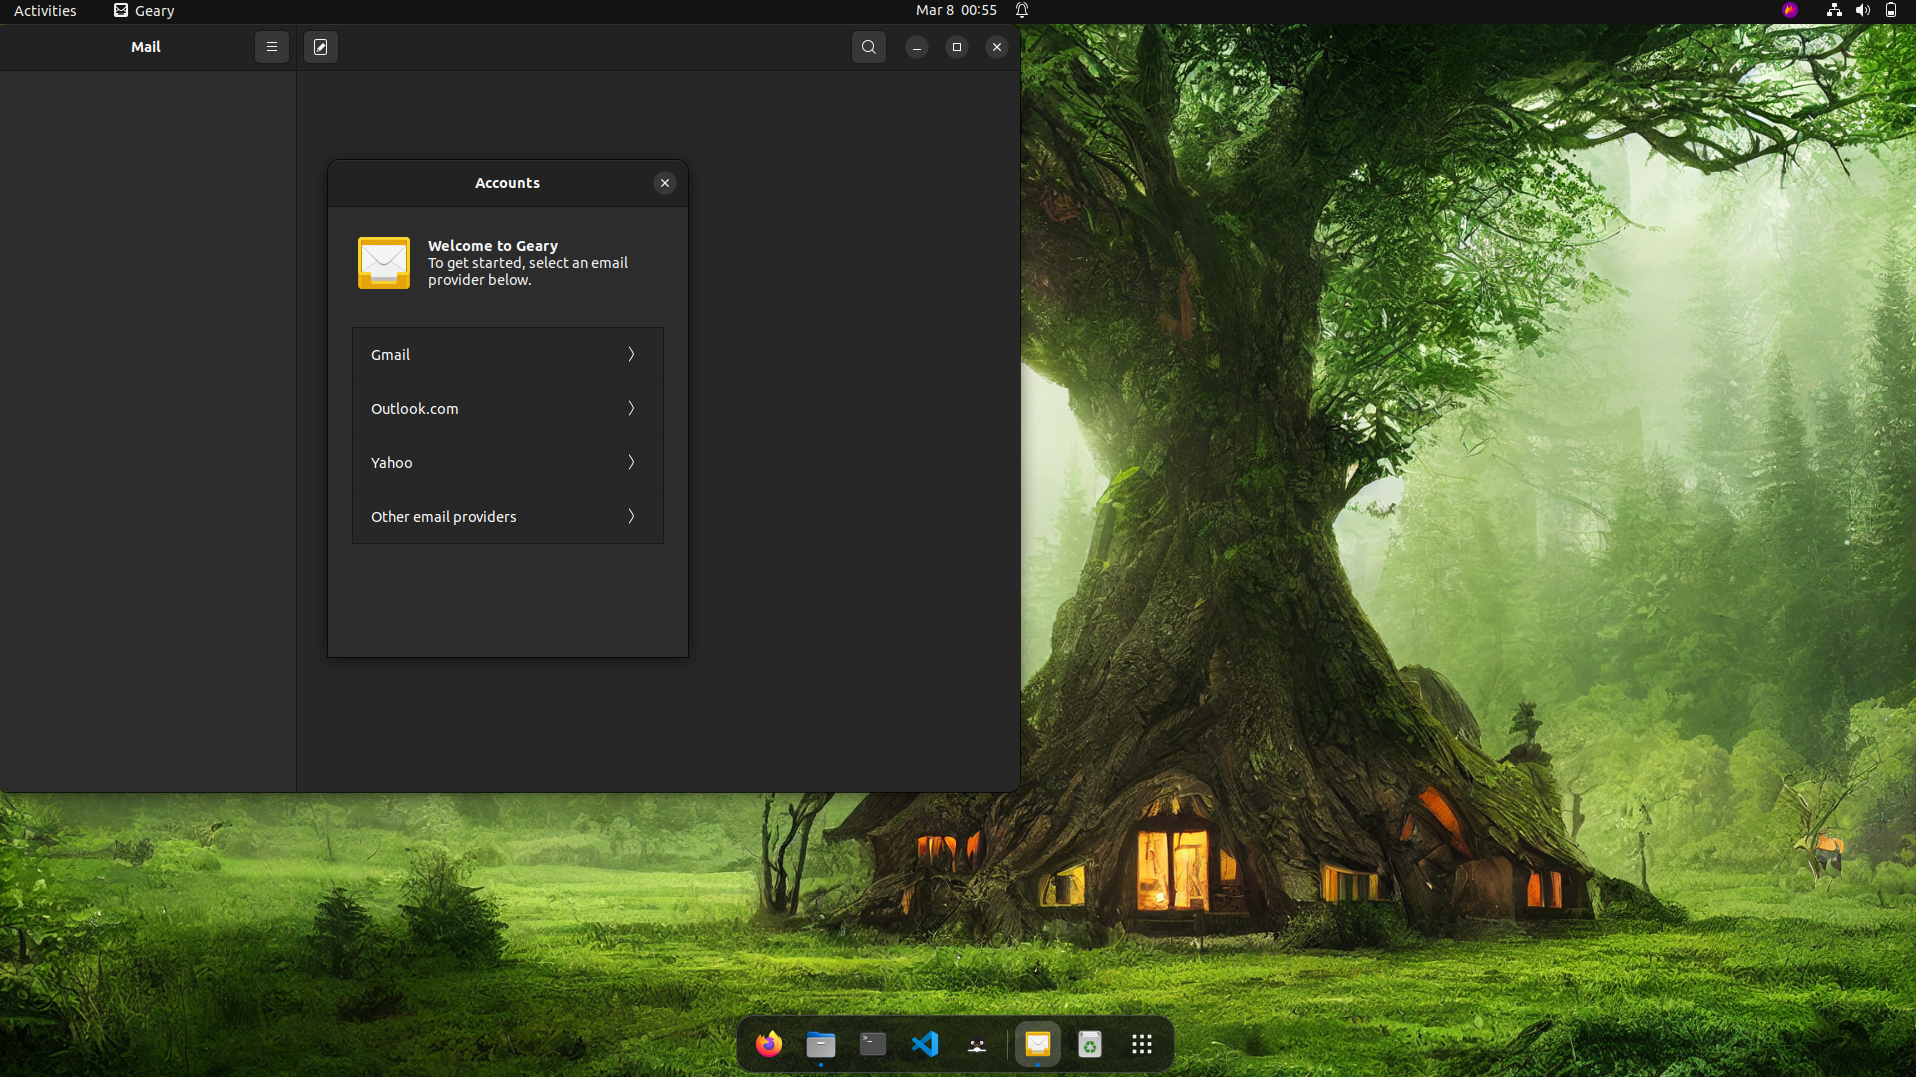 Activities
Geary
Mar 8 00:55
Mail
Accounts
Welcome to Geary
To get started, select an email
provider below.
Gmail
Outlook.com
Yahoo
Other email providers